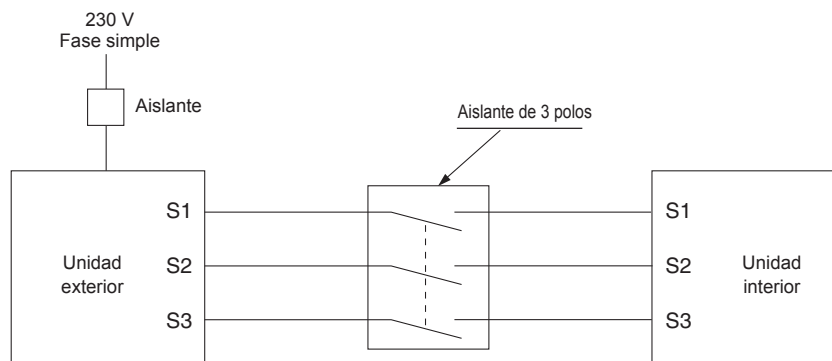 230 V
Fase simple
Aislante
Aislante de 3 polos
S1
S1
Unidad
exterior
S2
S2
Unidad
interior
S3
S3